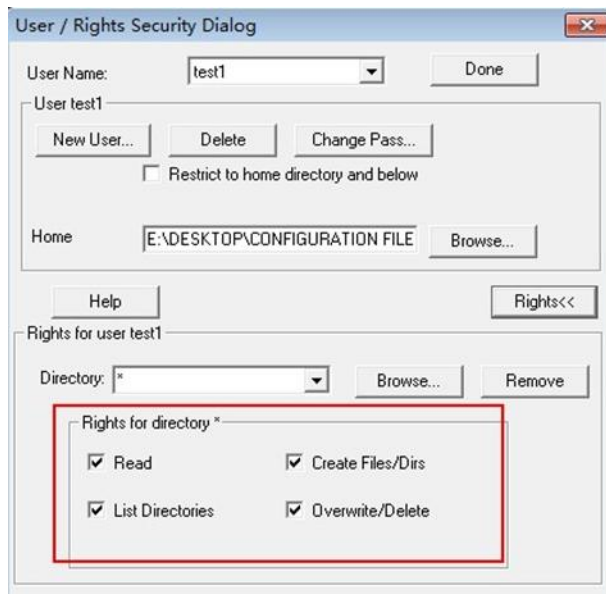 User / Rights Security Dialog
User Name: test1 Done
User test1
New User... Delete Change Pass...
Restrict to home directory and below
Home E:\DESKTOP\CONFIGURATION FILE Browse...
Help Rights<<
Rights for user test1
Directory: * Browse... Remove
Rights for directory *
Read Create Files/Dirs
List Directories Overwrite/Delete